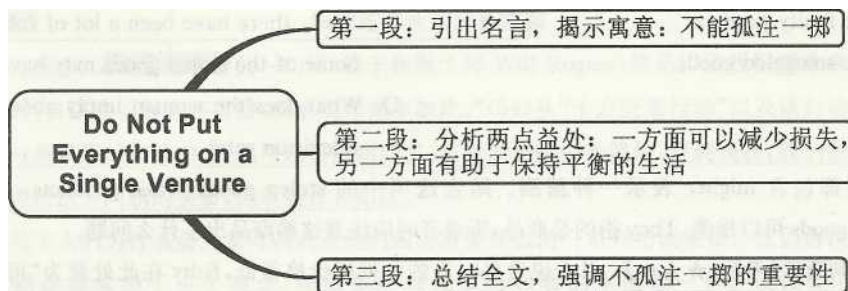 Do Not Put
Everything on a
Single Venture
第一段：引出名言，揭示寓意：不能孤注一掷
第二段：分析两点益处：一方面可以减少损失，
另一方面有助于保持平衡的生活
第三段：总结全文，强调不孤注一掷的重要性